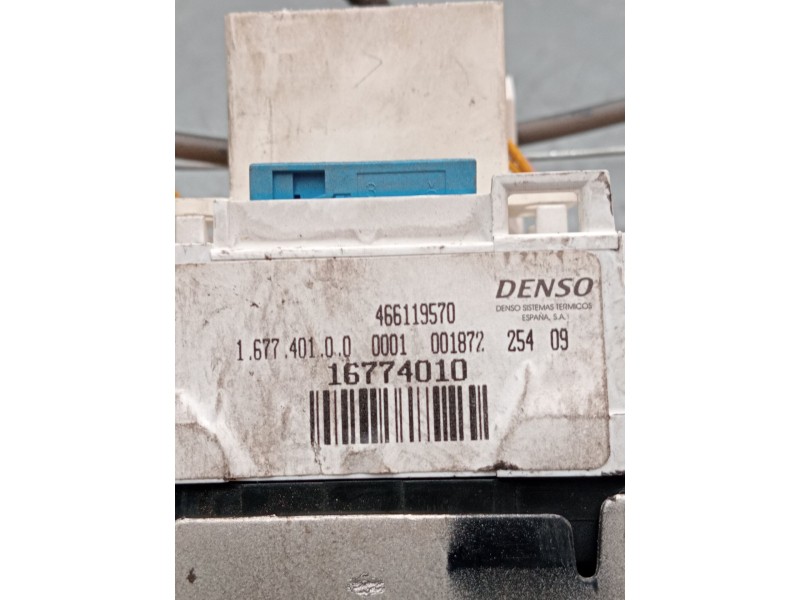 DENSO
DENSO SISTEMAS TERMICOS
ESPAÑA, S.A.
466119570
1.677.401.0.0 0001 001872 254 09
16774010